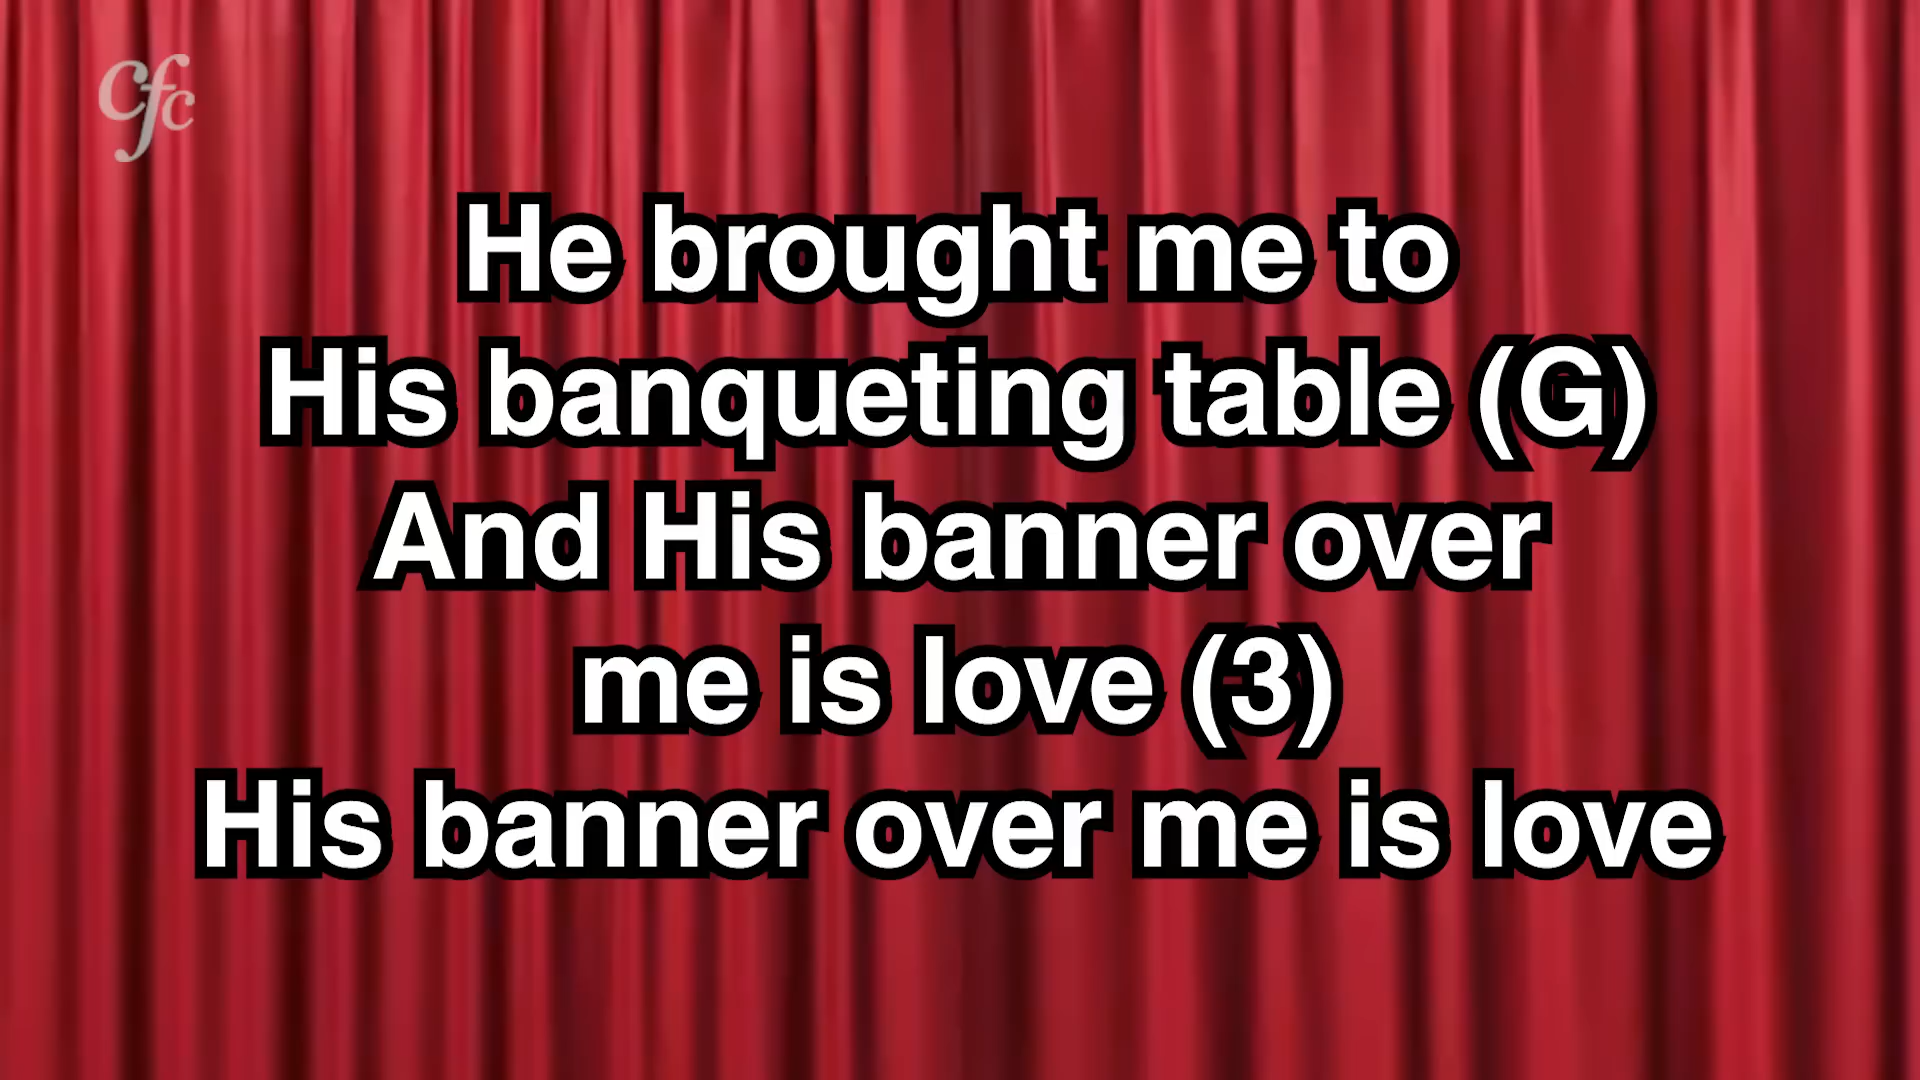 cfc
He brought me to
His banqueting table (G)
And His banner over
me is love (3)
His banner over me is love